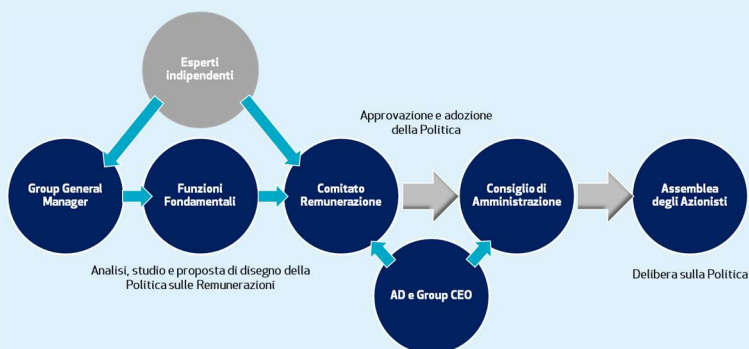 Esperti
indipendenti
Approvazione e adozione
della Politica
Group General
Manager
Funzioni
Fondamentali
Comitato
Remunerazione
Consiglio di
Amministrazione
Assemblea
degli Azionisti
Analisi, studio e proposta di disegno della
Politica sulle Remunerazioni
AD e Group CEO
Delibera sulla Politica